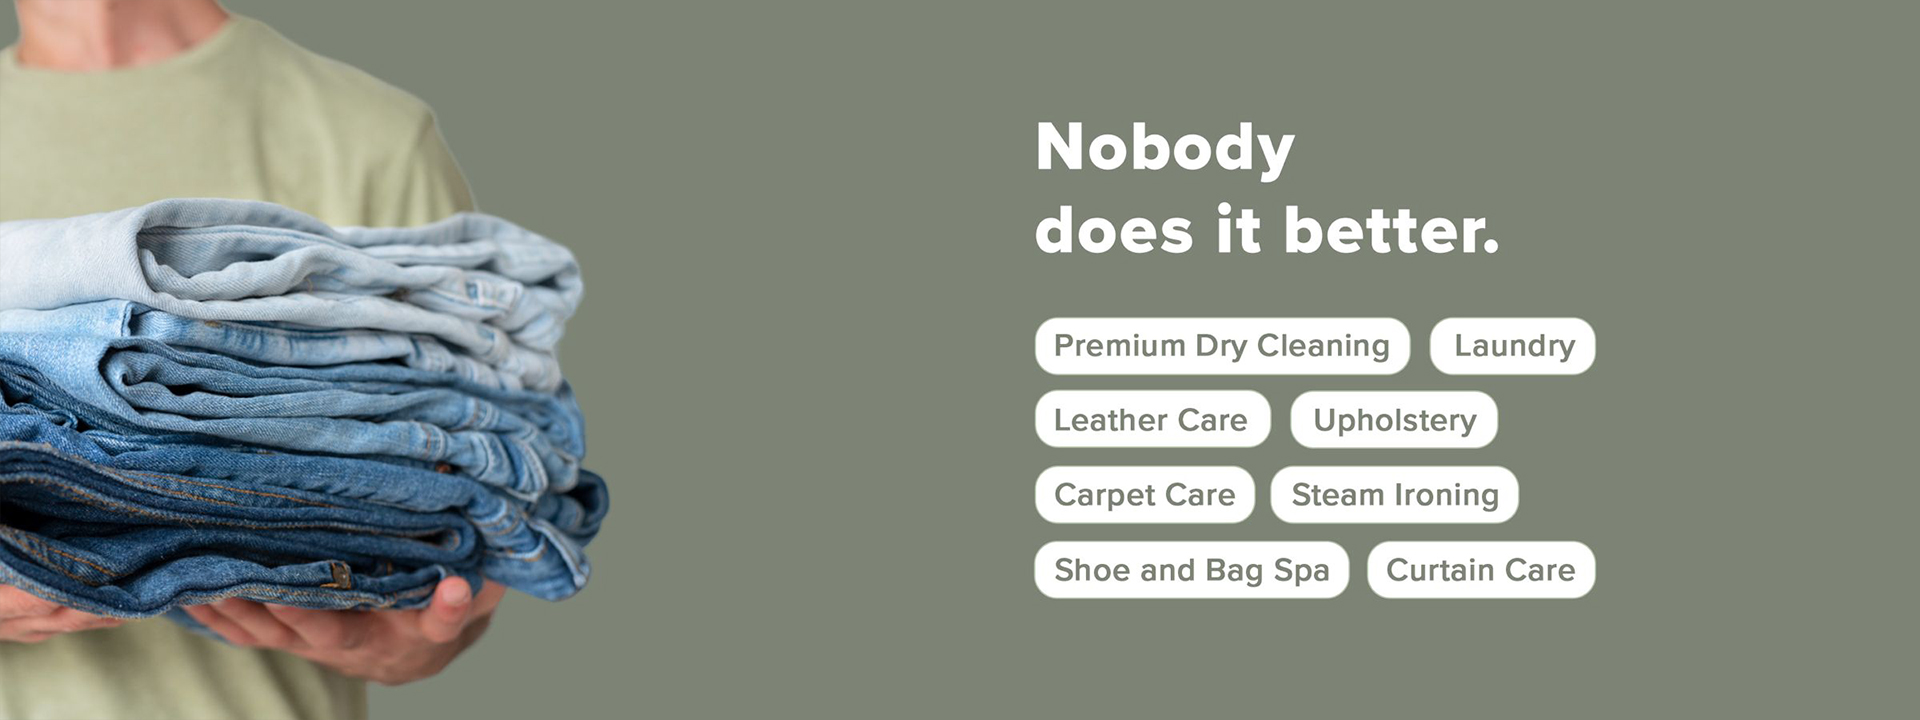 Nobody
does it better.
Premium Dry Cleaning
Laundry
Leather Care
Upholstery
Carpet Care
Steam Ironing
Shoe and Bag Spa
Curtain Care